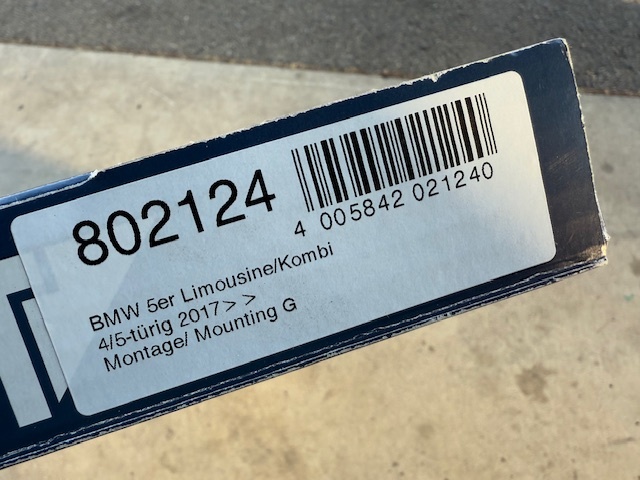 802124
4 005842 021240
BMW 5er Limousine/Kombi
4/5-türig 2017> >
Montage/ Mounting G